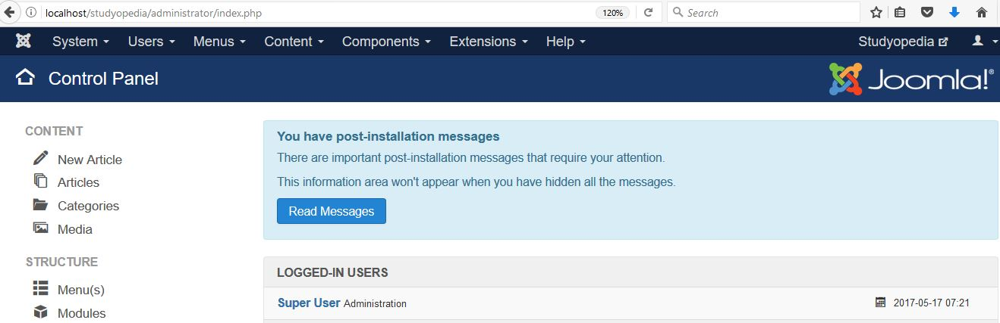 localhost/studyopedia/administrator/index.php 120% Search
System Users Menus Content Components Extensions Help Studyopedia
Control Panel Joomla!®
CONTENT
New Article
Articles
Categories
Media
STRUCTURE
Menu(s)
Modules
You have post-installation messages
There are important post-installation messages that require your attention.
This information area won't appear when you have hidden all the messages.
Read Messages
LOGGED-IN USERS
Super User Administration 2017-05-17 07:21